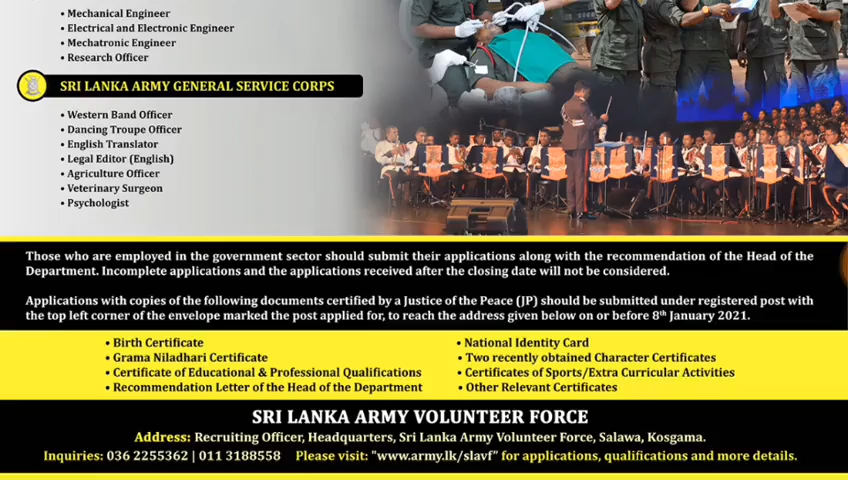 • Mechanical Engineer
• Electrical and Electronic Engineer
• Mechatronic Engineer
• Research Officer
SRI LANKA ARMY GENERAL SERVICE CORPS
• Western Band Officer
• Dancing Troupe Officer
• English Translator
• Legal Editor (English)
• Agriculture Officer
• Veterinary Surgeon
• Psychologist
Those who are employed in the government sector should submit their applications along with the recommendation of the Head of the
Department. Incomplete applications and the applications received after the closing date will not be considered.
Applications with copies of the following documents certified by a Justice of the Peace (JP) should be submitted under registered post with
the top left corner of the envelope marked the post applied for, to reach the address given below on or before 8th January 2021.
• Birth Certificate
• Grama Niladhari Certificate
• Certificate of Educational & Professional Qualifications
• Recommendation Letter of the Head of the Department
• National Identity Card
• Two recently obtained Character Certificates
• Certificates of Sports/Extra Curricular Activities
• Other Relevant Certificates
SRI LANKA ARMY VOLUNTEER FORCE
Address: Recruiting Officer, Headquarters, Sri Lanka Army Volunteer Force, Salawa, Kosgama.
Inquiries: 036 2255362 | 011 3188558 Please visit: "www.army.lk/slavf" for applications, qualifications and more details.